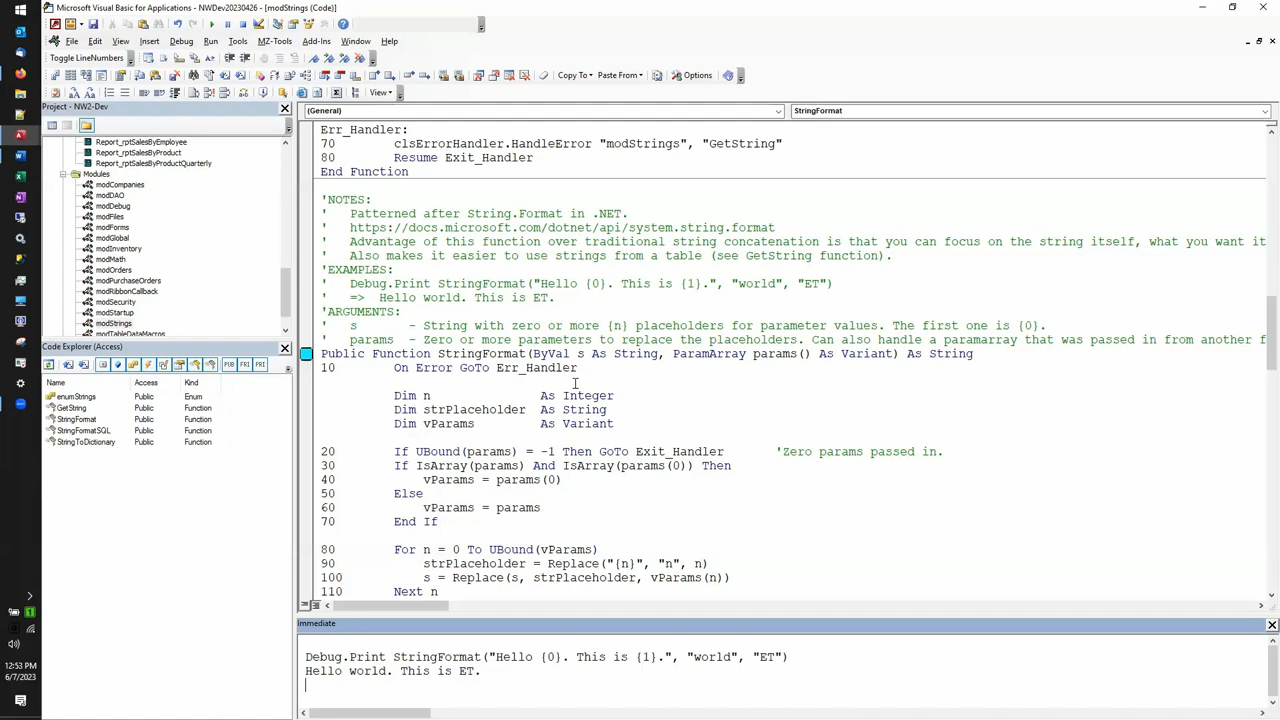 Microsoft Visual Basic for Applications - NWDev20230426 - [modStrings (Code)]
File Edit View Insert Debug Run Tools MZ-Tools Add-Ins Window Help
Toggle LineNumbers
Copy To Paste From Options
View
Project - NW2-Dev
Report_rptSalesByEmployee
Report_rptSalesByProduct
Report_rptSalesByProductQuarterly
Modules
modCompanies
modDAO
modDebug
modFiles
modForms
modGlobal
modInventory
modMath
modOrders
modPurchaseOrders
modRibbonCallback
modSecurity
modStartup
modStrings
modTableDataMacros
Code Explorer (Access)
PUB FRI PRI
Name Access Kind
enumStrings Public Enum
GetString Public Function
StringFormat Public Function
StringFormatSQL Public Function
StringToDictionary Public Function
12:53 PM
6/7/2023
(General) StringFormat
Err_Handler:
70 clsErrorHandler.HandleError "modStrings", "GetString"
80 Resume Exit_Handler
End Function
'NOTES:
' Patterned after String.Format in .NET.
' https://docs.microsoft.com/dotnet/api/system.string.format
' Advantage of this function over traditional string concatenation is that you can focus on the string itself, what you want it
' Also makes it easier to use strings from a table (see GetString function).
'EXAMPLES:
' Debug.Print StringFormat("Hello {0}. This is {1}.", "world", "ET")
' => Hello world. This is ET.
'ARGUMENTS:
' s - String with zero or more {n} placeholders for parameter values. The first one is {0}.
' params - Zero or more parameters to replace the placeholders. Can also handle a paramarray that was passed in from another f
Public Function StringFormat(ByVal s As String, ParamArray params() As Variant) As String
10 On Error GoTo Err_Handler
Dim n As Integer
Dim strPlaceholder As String
Dim vParams As Variant
20 If UBound(params) = -1 Then GoTo Exit_Handler 'Zero params passed in.
30 If IsArray(params) And IsArray(params(0)) Then
40 vParams = params(0)
50 Else
60 vParams = params
70 End If
80 For n = 0 To UBound(vParams)
90 strPlaceholder = Replace("{n}", "n", n)
100 s = Replace(s, strPlaceholder, vParams(n))
110 Next n
Immediate
Debug.Print StringFormat("Hello {0}. This is {1}.", "world", "ET")
Hello world. This is ET.